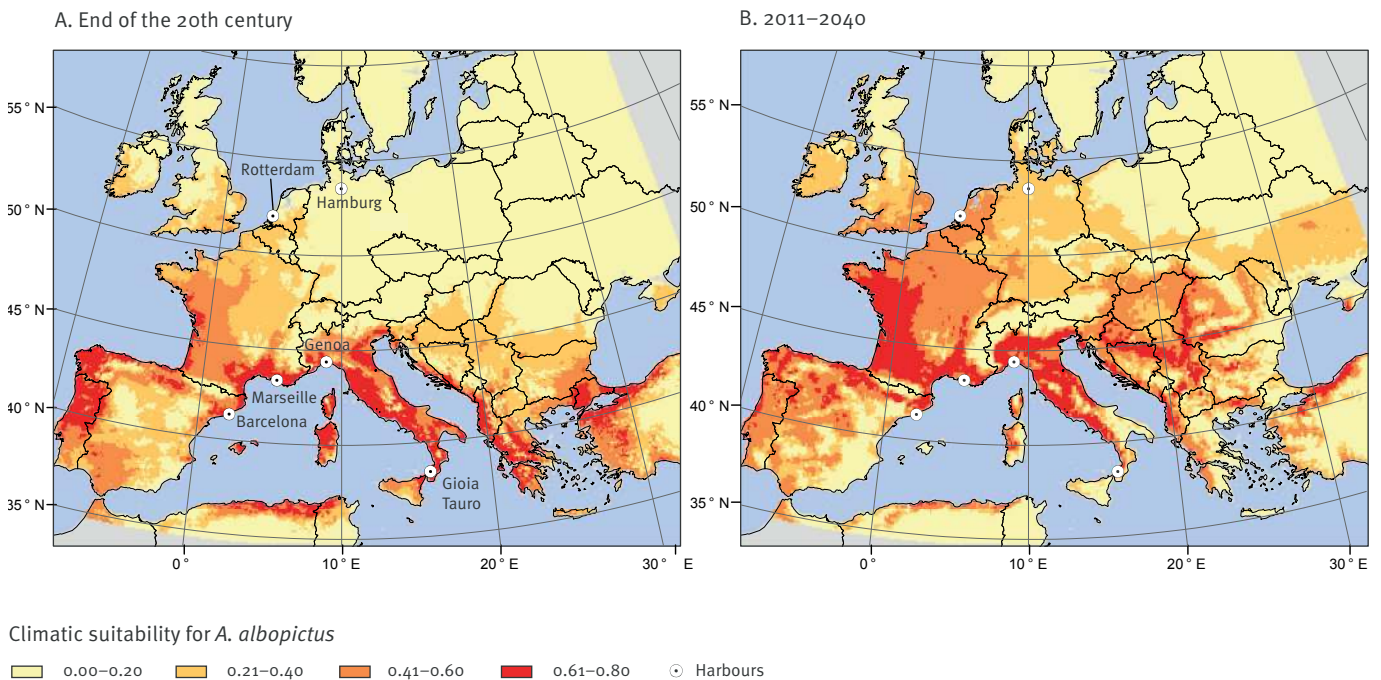 A. End of the 20th century
B. 2011–2040
55° N
50° N
45° N
40° N
35° N
Rotterdam
Hamburg
Genoa
Marseille
Barcelona
Gioia
Tauro
0°
10° E
20° E
30° E
55° N
50° N
45° N
40° N
35° N
0°
10° E
20° E
30° E
Climatic suitability for A. albopictus
0.00–0.20
0.21–0.40
0.41–0.60
0.61–0.80
Harbours